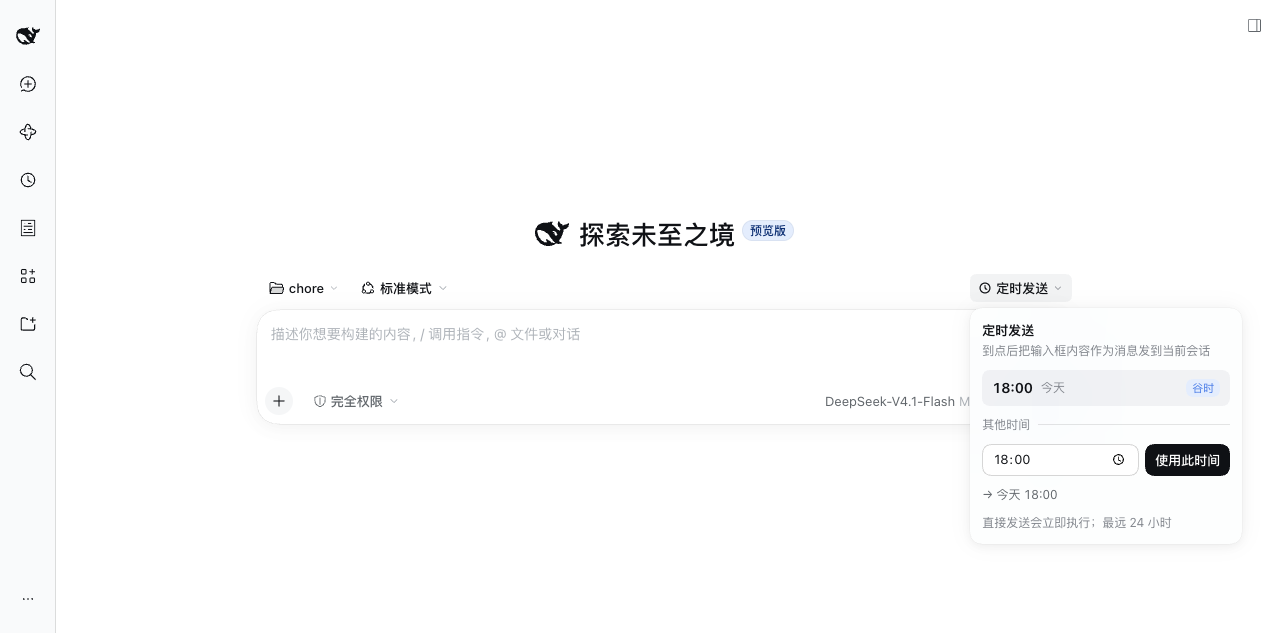 探索未至之境 预览版
chore 标准模式 定时发送
描述你想要构建的内容, / 调用指令, @ 文件或对话
完全权限 DeepSeek-V4.1-Flash
定时发送
到点后把输入框内容作为消息发到当前会话
18:00 今天 谷时
其他时间
18:00 使用此时间
→ 今天 18:00
直接发送会立即执行；最远 24 小时
...